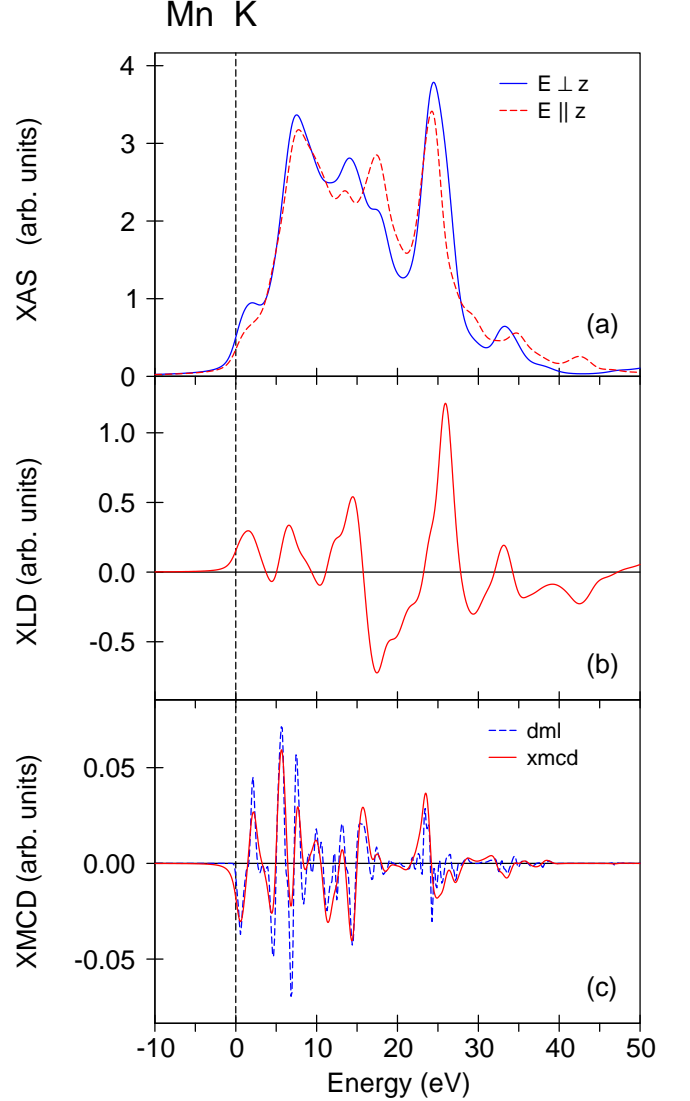 Mn K
XAS (arb. units)
4
3
2
1
0
E ⊥ z
E || z
(a)
XLD (arb. units)
1.0
0.5
0.0
-0.5
(b)
XMCD (arb. units)
0.05
0.00
-0.05
dml
xmcd
(c)
-10 0 10 20 30 40 50
Energy (eV)